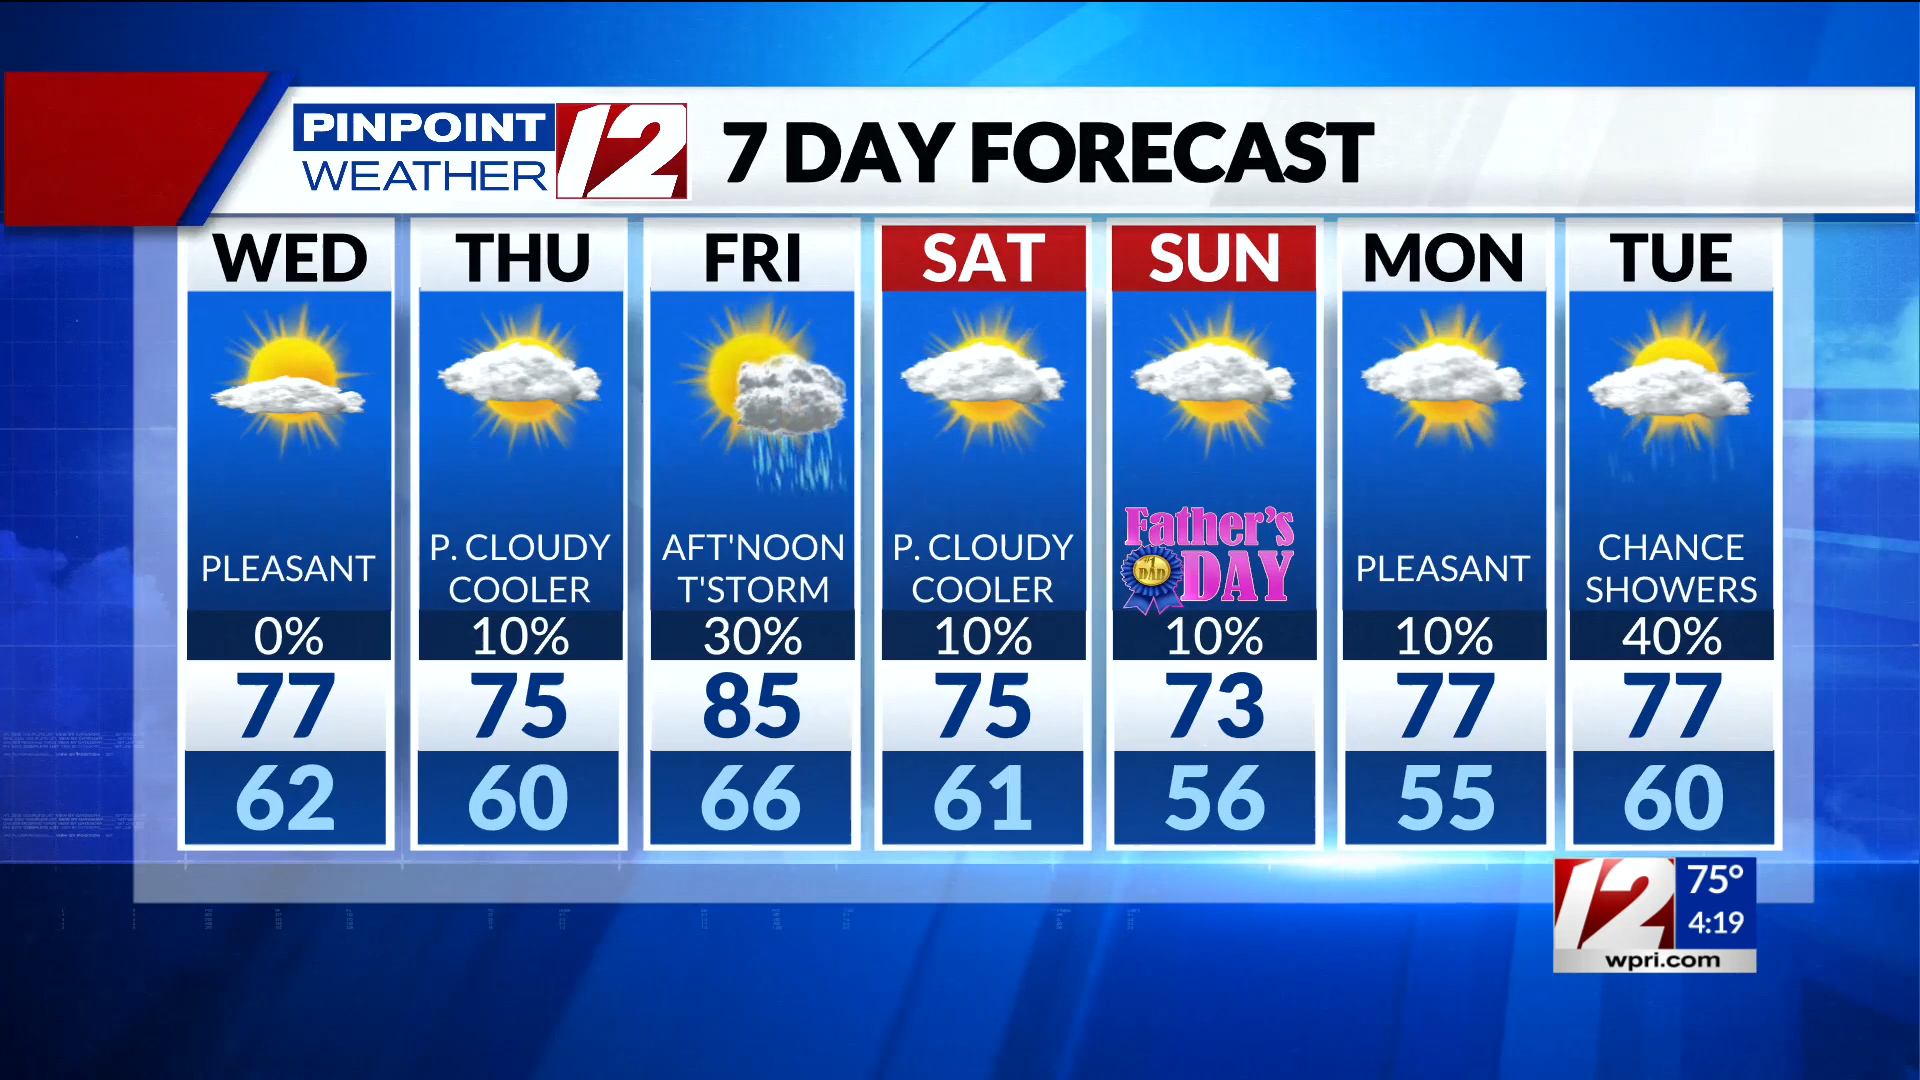 PINPOINT
WEATHER 12
7 DAY FORECAST
WED THU FRI SAT SUN MON TUE
PLEASANT
P. CLOUDY
COOLER
AFT'NOON
T'STORM
P. CLOUDY
COOLER
Father's
#1
DAD
DAY
PLEASANT
CHANCE
SHOWERS
0% 10% 30% 10% 10% 10% 40%
77 75 85 75 73 77 77
62 60 66 61 56 55 60
12
75°
4:19
wpri.com